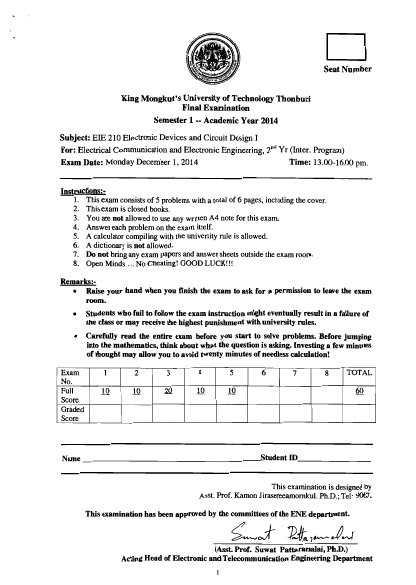 Seat Number
King Mongkut's University of Technology Thonburi
Final Examination
Semester 1 -- Academic Year 2014
Subject: EIE 210 Electronic Devices and Circuit Design I
For: Electrical Communication and Electronic Engineering, 2nd Yr (Inter. Program)
Exam Date: Monday December 1, 2014 Time: 13.00-16.00 pm.
Instructions:-
1. This exam consists of 5 problems with a total of 6 pages, including the cover.
2. This exam is closed books.
3. You are not allowed to use any written A4 note for this exam.
4. Answer each problem on the exam itself.
5. A calculator compiling with the university rule is allowed.
6. A dictionary is not allowed.
7. Do not bring any exam papers and answer sheets outside the exam room.
8. Open Minds ... No Cheating! GOOD LUCK!!!
Remarks:-
• Raise your hand when you finish the exam to ask for a permission to leave the exam
room.
• Students who fail to follow the exam instruction might eventually result in a failure of
the class or may receive the highest punishment with university rules.
• Carefully read the entire exam before you start to solve problems. Before jumping
into the mathematics, think about what the question is asking. Investing a few minutes
of thought may allow you to avoid twenty minutes of needless calculation!
Exam No. 1 2 3 4 5 6 7 8 TOTAL
Full Score 10 10 20 10 10 60
Graded Score
Name Student ID
This examination is designed by
Asst. Prof. Kamon Jirasereeamornkul, Ph.D.; Tel:
This examination has been approved by the committees of the ENE department.
Suwat Pattaramalai
(Asst. Prof. Suwat Pattaramalai, Ph.D.)
Acting Head of Electronic and Telecommunication Engineering Department
1